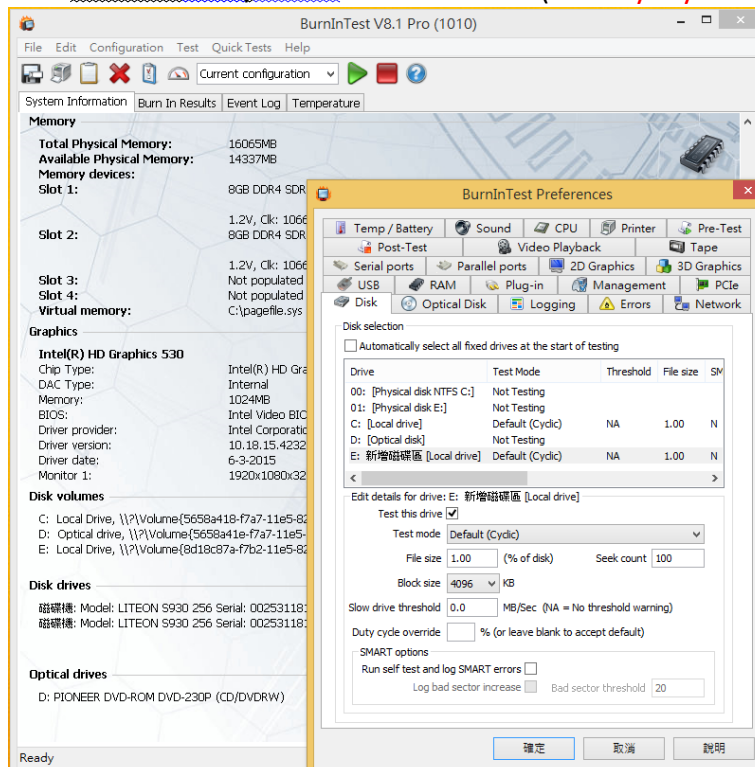 BurnInTest V8.1 Pro (1010)
File Edit Configuration Test QuickTests Help
Current configuration
System Information Burn In Results Event Log Temperature
Memory
Total Physical Memory: 16065MB
Available Physical Memory: 14337MB
Memory devices:
Slot 1: 8GB DDR4 SDR
1.2V, Clk: 1066
Slot 2: 8GB DDR4 SDR
1.2V, Clk: 1066
Slot 3: Not populated
Slot 4: Not populated
Virtual memory: C:\pagefile.sys
Graphics
Intel(R) HD Graphics 530
Chip Type: Intel(R) HD Gra
DAC Type: Internal
Memory: 1024MB
BIOS: Intel Video BIO
Driver provider: Intel Corporatio
Driver version: 10.18.15.4232
Driver date: 6-3-2015
Monitor 1: 1920x1080x32
Disk volumes
C: Local Drive, \\?\Volume{5658a418-f7a7-11e5-82
D: Optical drive, \\?\Volume{5658a41e-f7a7-11e5-
E: Local Drive, \\?\Volume{8d18c87a-f7b2-11e5-82
Disk drives
磁碟機: Model: LITEON S930 256 Serial: 002531181
磁碟機: Model: LITEON S930 256 Serial: 002531181
Optical drives
D: PIONEER DVD-ROM DVD-230P (CD/DVDRW)
Ready
BurnInTest Preferences
Temp / Battery Sound CPU Printer Pre-Test
Post-Test Video Playback Tape
Serial ports Parallel ports 2D Graphics 3D Graphics
USB RAM Plug-in Management PCIe
Disk Optical Disk Logging Errors Network
Disk selection
Automatically select all fixed drives at the start of testing
Drive Test Mode Threshold File size SM
00: [Physical disk NTFS C:] Not Testing
01: [Physical disk E:] Not Testing
C: [Local drive] Default (Cyclic) NA 1.00 N
D: [Optical disk] Not Testing
E: 新增磁碟區 [Local drive] Default (Cyclic) NA 1.00 N
Edit details for drive: E: 新增磁碟區 [Local drive]
Test this drive
Test mode Default (Cyclic)
File size 1.00 (% of disk) Seek count 100
Block size 4096 KB
Slow drive threshold 0.0 MB/Sec (NA = No threshold warning)
Duty cycle override % (or leave blank to accept default)
SMART options
Run self test and log SMART errors
Log bad sector increase Bad sector threshold 20
確定 取消 說明